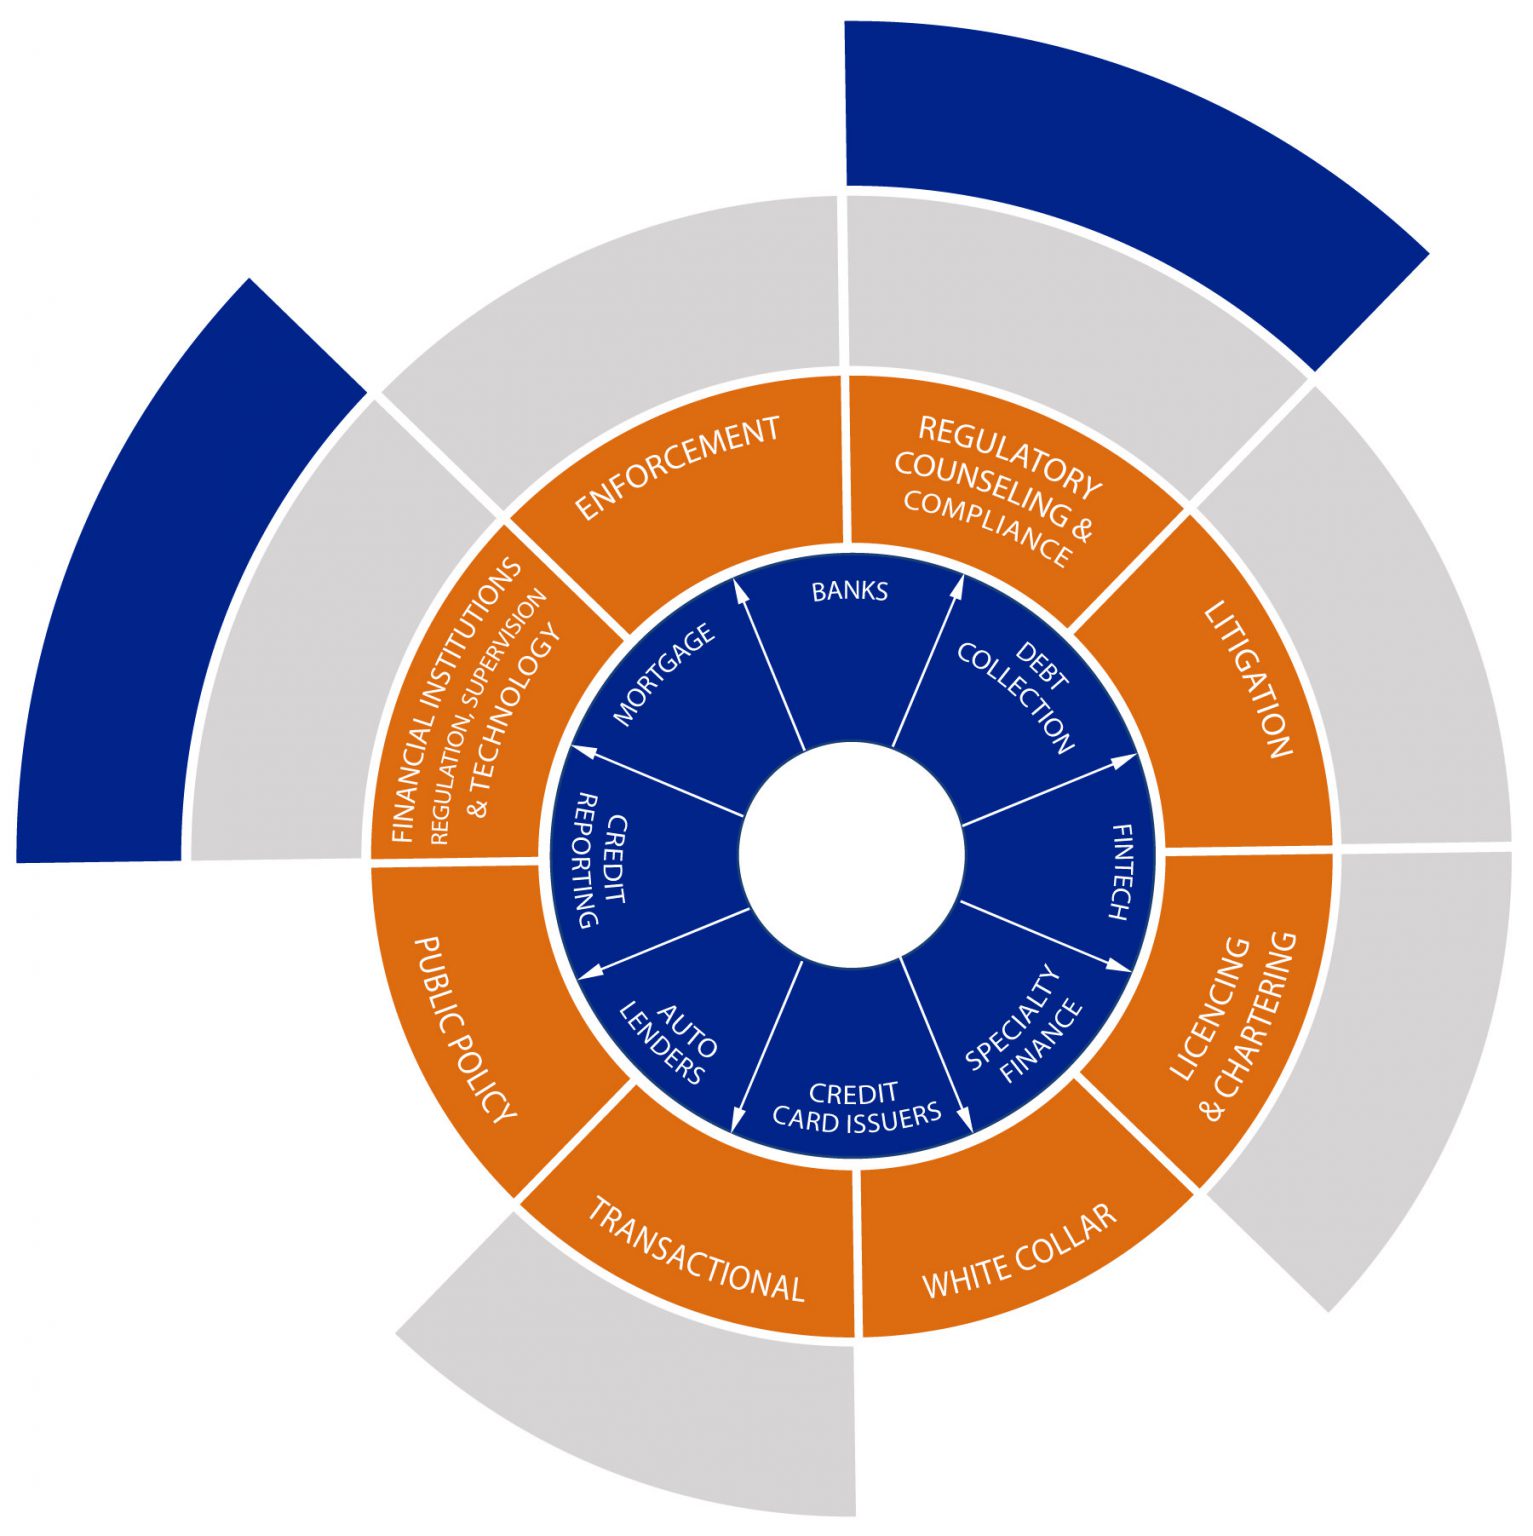 ENFORCEMENT
REGULATORY
COUNSELING &
COMPLIANCE
LITIGATION
LICENCING
& CHARTERING
WHITE COLLAR
TRANSACTIONAL
PUBLIC POLICY
FINANCIAL INSTITUTIONS
REGULATION, SUPERVISION
& TECHNOLOGY
BANKS
DEBT
COLLECTION
FINTECH
SPECIALTY
FINANCE
CREDIT
CARD ISSUERS
AUTO
LENDERS
CREDIT
REPORTING
MORTGAGE